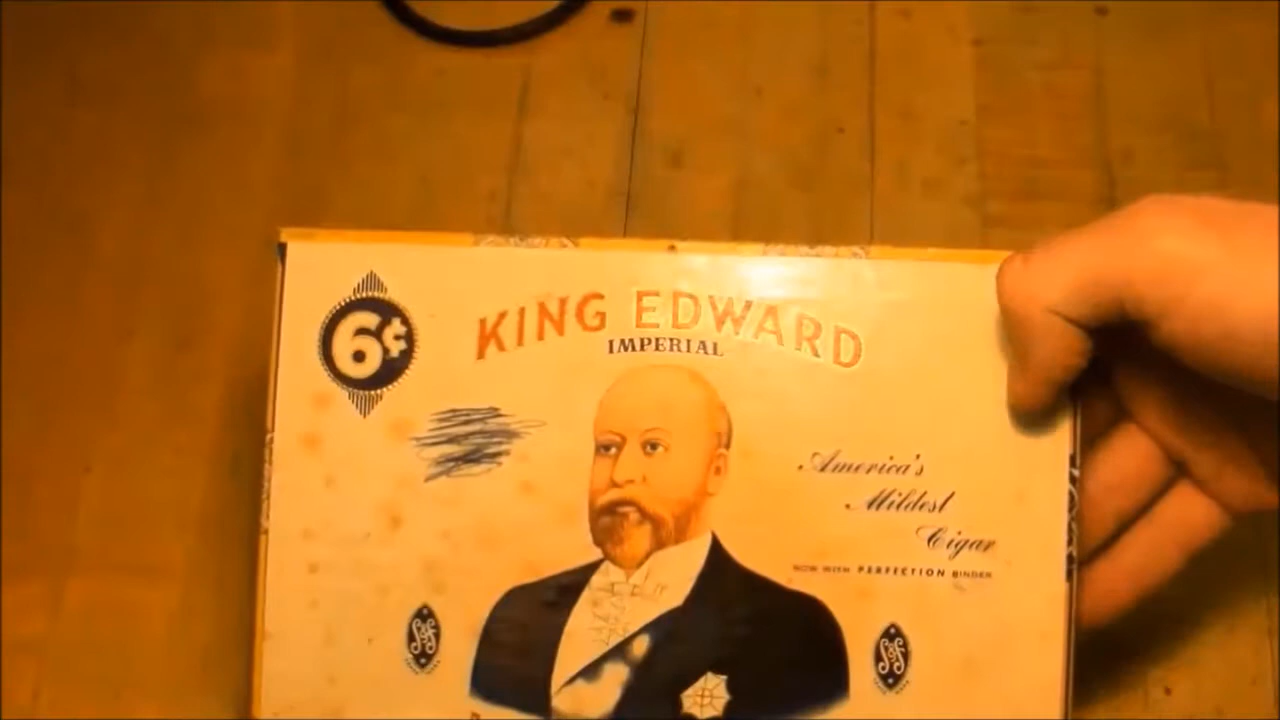 6¢
KING EDWARD
IMPERIAL
America's
Mildest
Cigar
NOW WITH PERFECTION BINDER
S&S
S&S